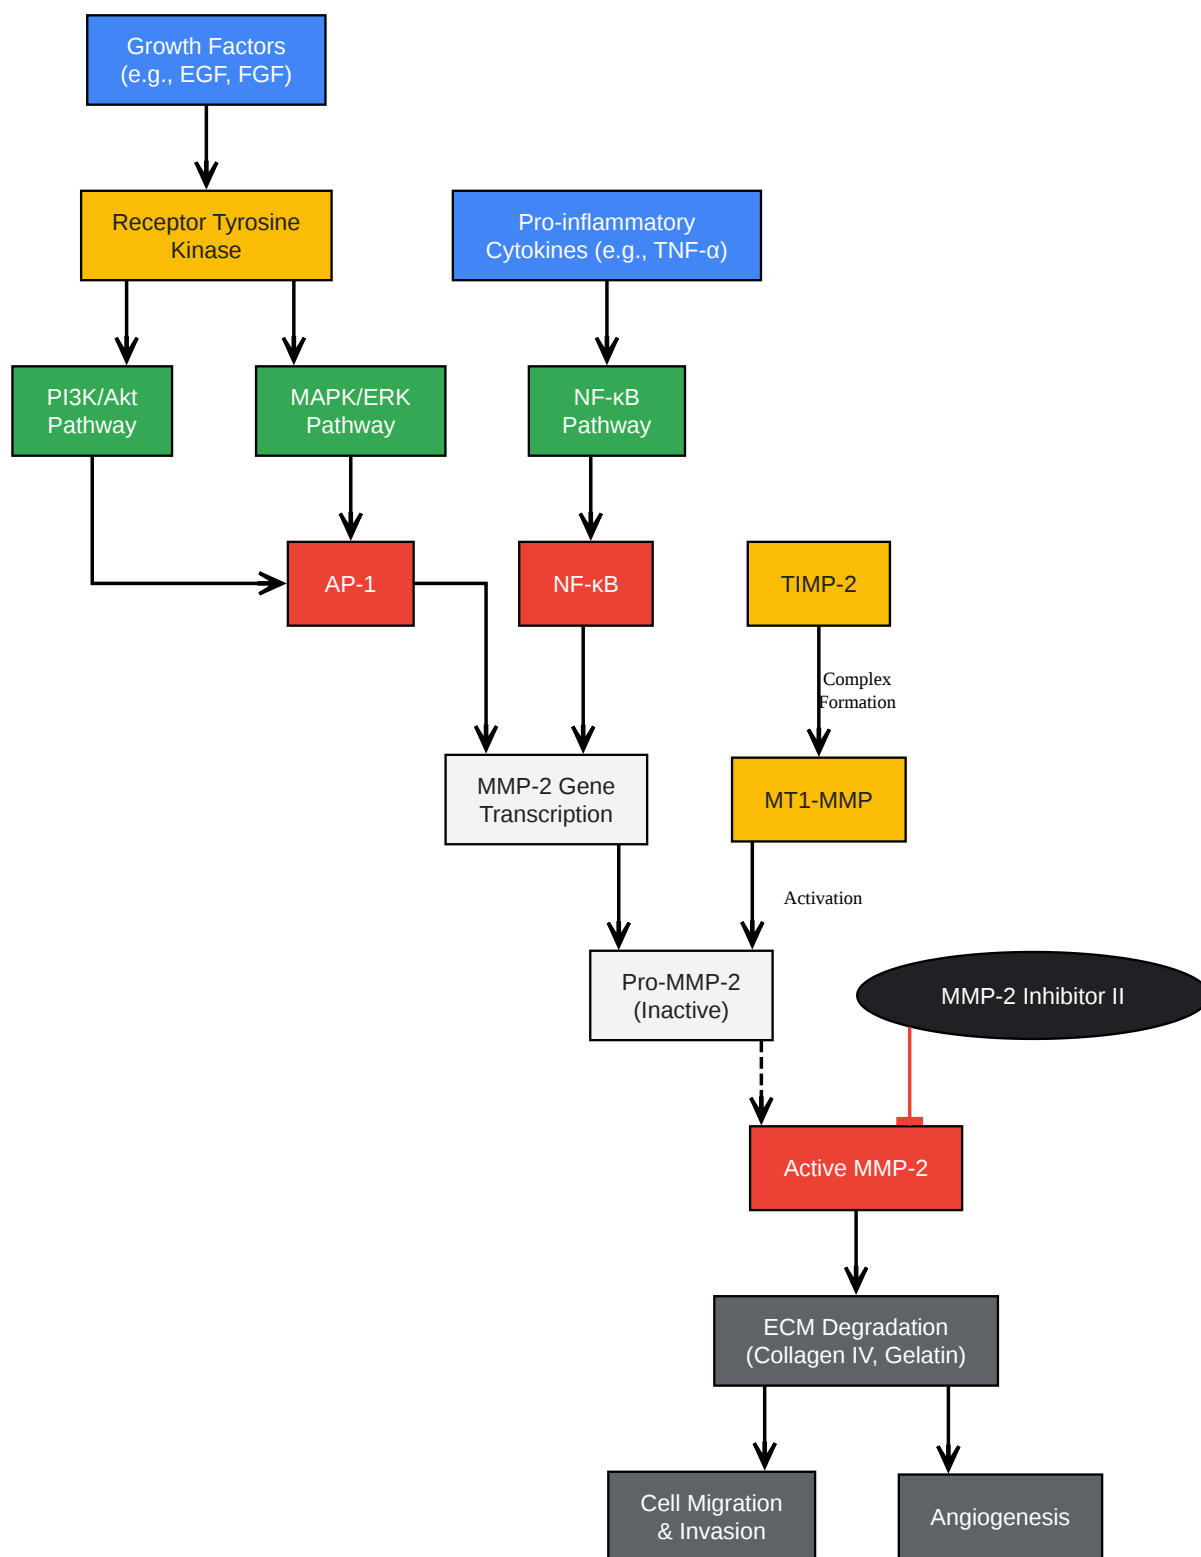 Growth Factors
(e.g., EGF, FGF)
Receptor Tyrosine
Kinase
Pro-inflammatory
Cytokines (e.g., TNF-α)
PI3K/Akt
Pathway
MAPK/ERK
Pathway
NF-κB
Pathway
AP-1
NF-κB
TIMP-2
Complex
Formation
MMP-2 Gene
Transcription
MT1-MMP
Activation
Pro-MMP-2
(Inactive)
MMP-2 Inhibitor II
Active MMP-2
ECM Degradation
(Collagen IV, Gelatin)
Cell Migration
& Invasion
Angiogenesis